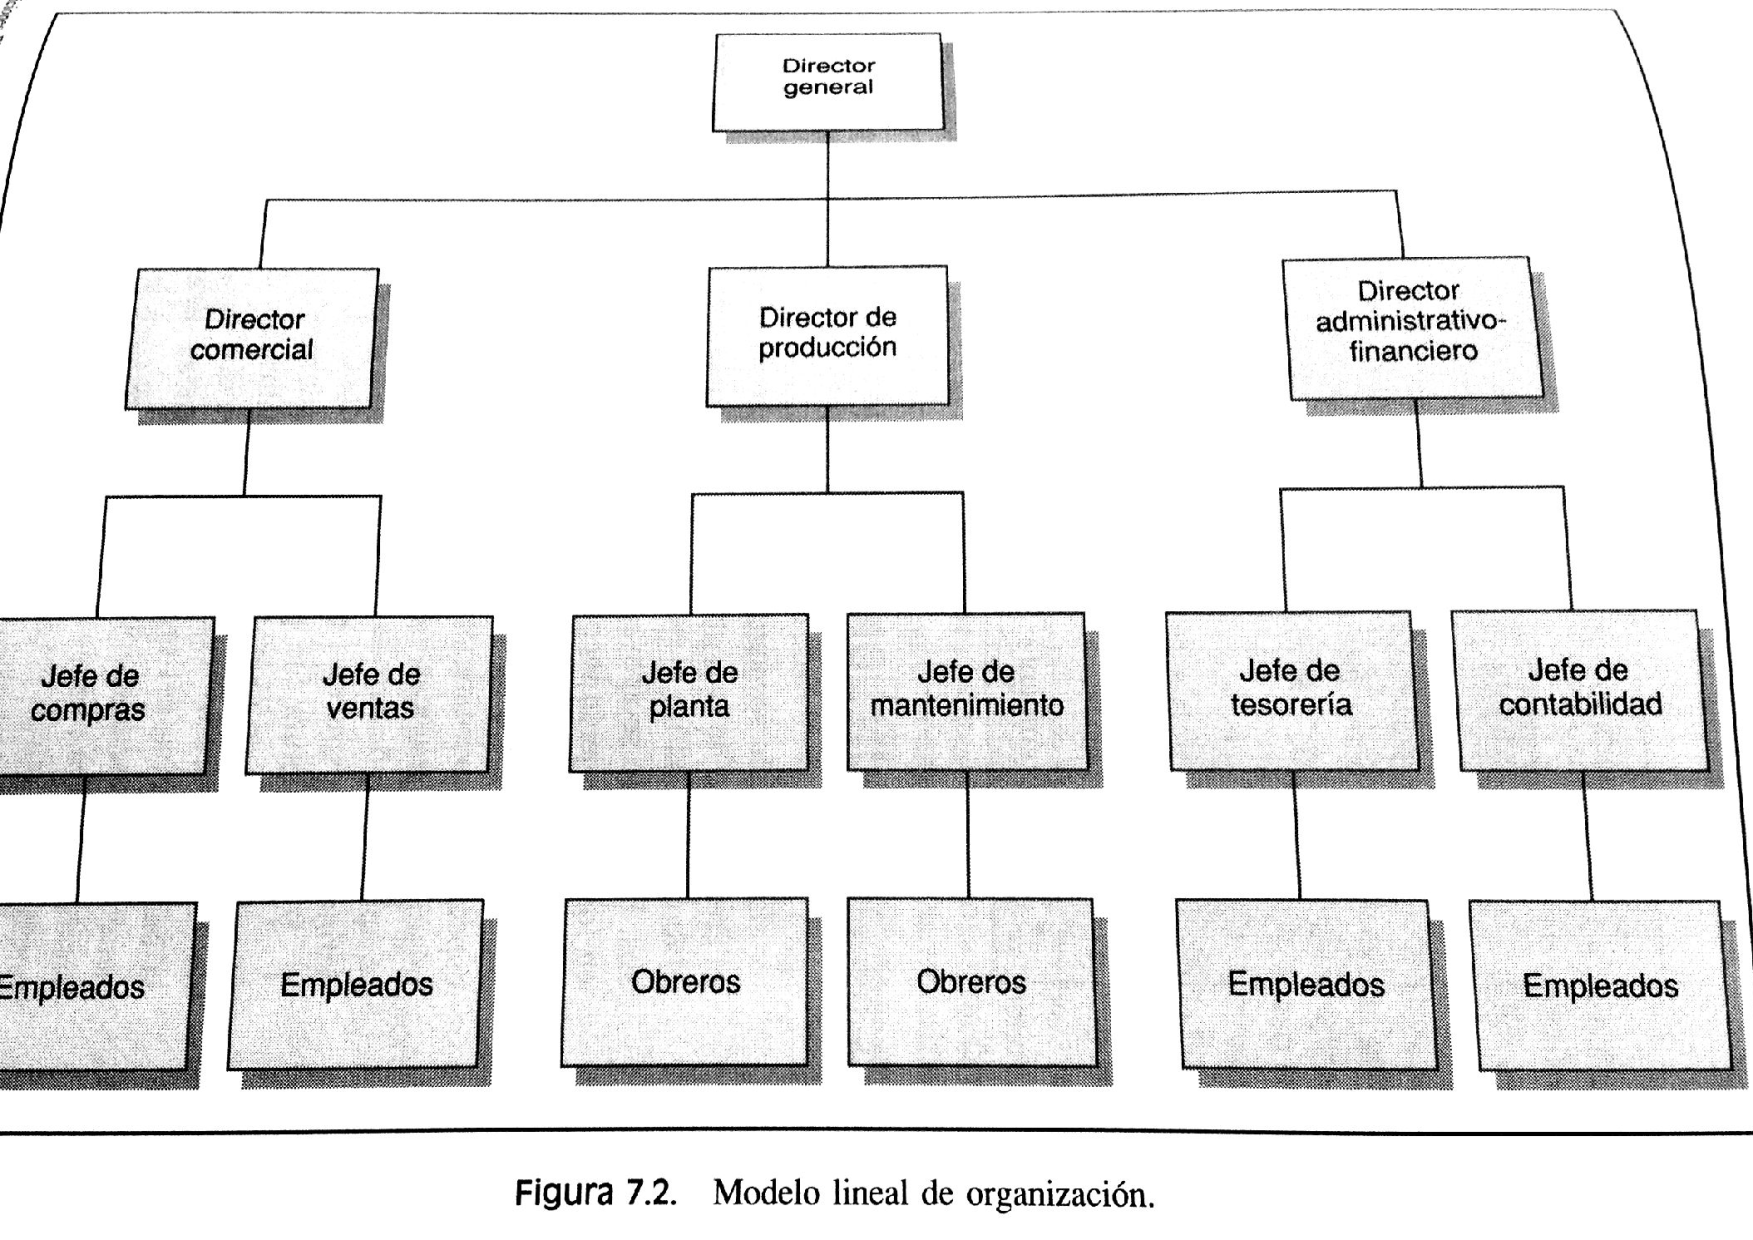 Director
general
Director
comercial
Director de
producción
Director
administrativo-
financiero
Jefe de
compras
Jefe de
ventas
Jefe de
planta
Jefe de
mantenimiento
Jefe de
tesorería
Jefe de
contabilidad
Empleados
Empleados
Obreros
Obreros
Empleados
Empleados
Figura 7.2. Modelo lineal de organización.